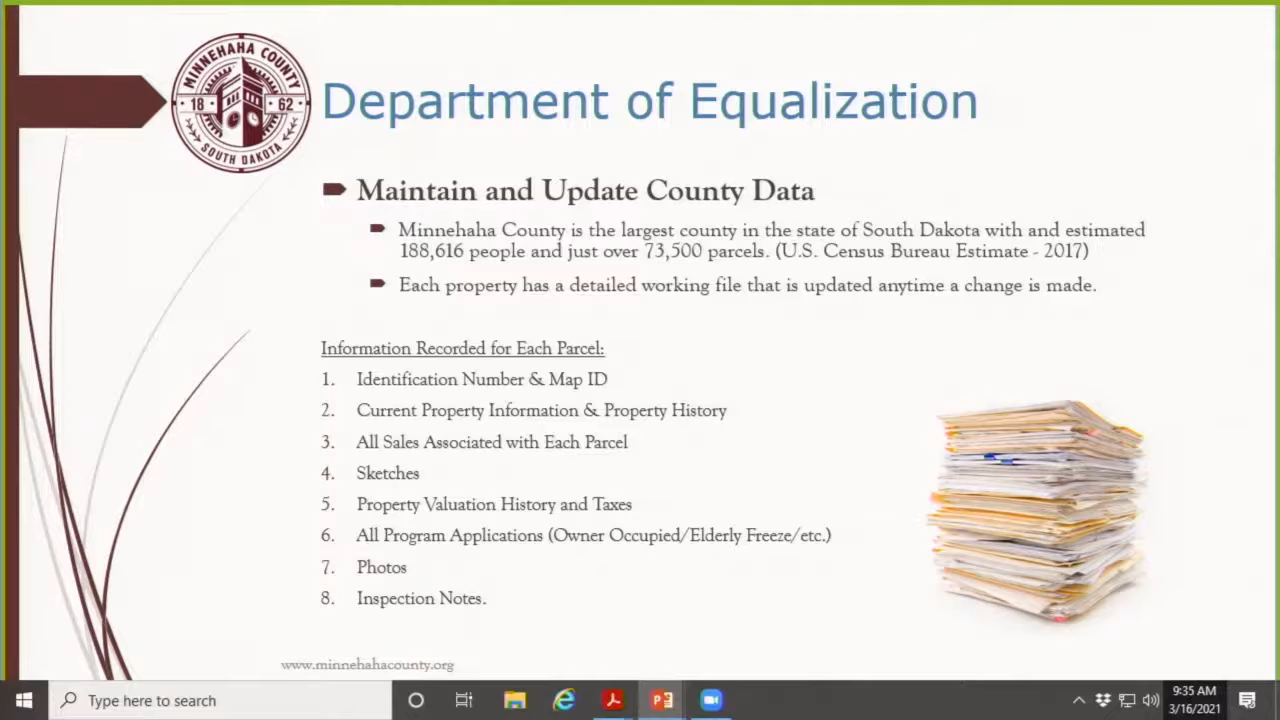 MINNEHAHA COUNTY
18 62
SOUTH DAKOTA
Department of Equalization
Maintain and Update County Data
Minnehaha County is the largest county in the state of South Dakota with and estimated
188,616 people and just over 73,500 parcels. (U.S. Census Bureau Estimate - 2017)
Each property has a detailed working file that is updated anytime a change is made.
Information Recorded for Each Parcel:
1. Identification Number & Map ID
2. Current Property Information & Property History
3. All Sales Associated with Each Parcel
4. Sketches
5. Property Valuation History and Taxes
6. All Program Applications (Owner Occupied/Elderly Freeze/etc.)
7. Photos
8. Inspection Notes.
www.minnehahacounty.org
Type here to search
9:35 AM
3/16/2021